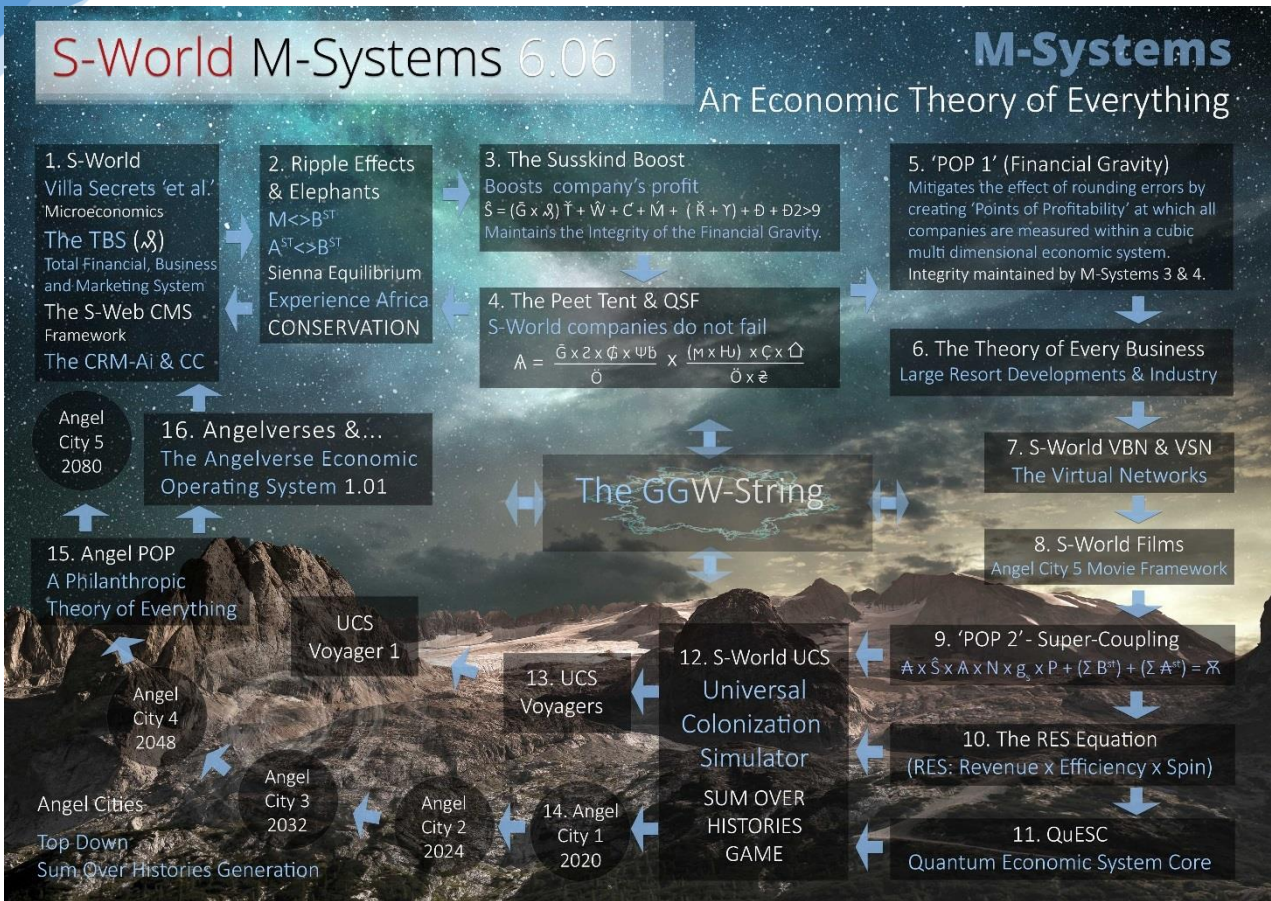 S-World M-Systems 6.06
M-Systems
An Economic Theory of Everything
1. S-World
Villa Secrets ‘et al.’
Microeconomics
The TBS
Total Financial, Business
and Marketing System
The S-Web CMS
Framework
The CRM-Ai & CC
2. Ripple Effects
& Elephants
M<>Bˢᵀ
Aˢᵀ<>Bˢᵀ
Sienna Equilibrium
Experience Africa
CONSERVATION
3. The Susskind Boost
Boosts company’s profit
Maintains the Integrity of the Financial Gravity.
4. The Peet Tent & QSF
S-World companies do not fail
5. ‘POP 1’ (Financial Gravity)
Mitigates the effect of rounding errors by
creating ‘Points of Profitability’ at which all
companies are measured within a cubic
multi dimensional economic system.
Integrity maintained by M-Systems 3 & 4.
6. The Theory of Every Business
Large Resort Developments & Industry
7. S-World VBN & VSN
The Virtual Networks
8. S-World Films
Angel City 5 Movie Framework
9. ‘POP 2’- Super-Coupling
10. The RES Equation
(RES: Revenue x Efficiency x Spin)
11. QuESC
Quantum Economic System Core
The GGW-String
12. S-World UCS
Universal
Colonization
Simulator
SUM OVER
HISTORIES
GAME
13. UCS
Voyagers
UCS
Voyager 1
14. Angel
City 1
2020
Angel
City 2
2024
Angel
City 3
2032
Angel
City 4
2048
Angel Cities
Top Down
Sum Over Histories Generation
15. Angel POP
A Philanthropic
Theory of Everything
Angel
City 5
2080
16. Angelverses &...
The Angelverse Economic
Operating System 1.01